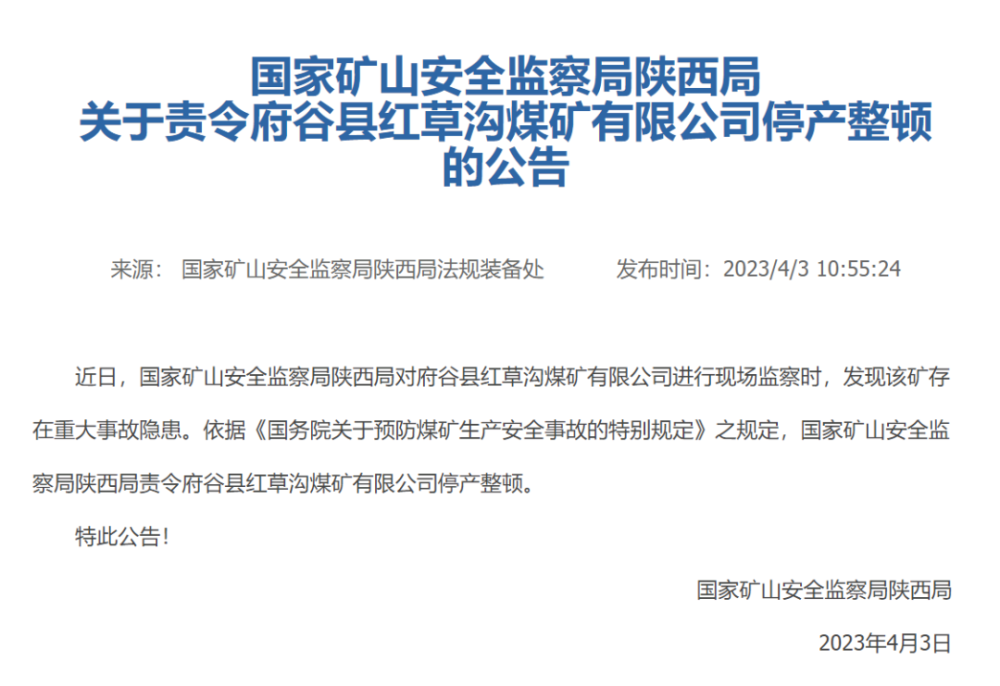 国家矿山安全监察局陕西局
关于责令府谷县红草沟煤矿有限公司停产整顿
的公告
来源： 国家矿山安全监察局陕西局法规装备处 发布时间：2023/4/3 10:55:24
近日，国家矿山安全监察局陕西局对府谷县红草沟煤矿有限公司进行现场监察时，发现该矿存
在重大事故隐患。依据《国务院关于预防煤矿生产安全事故的特别规定》之规定，国家矿山安全监
察局陕西局责令府谷县红草沟煤矿有限公司停产整顿。
特此公告！
国家矿山安全监察局陕西局
2023年4月3日